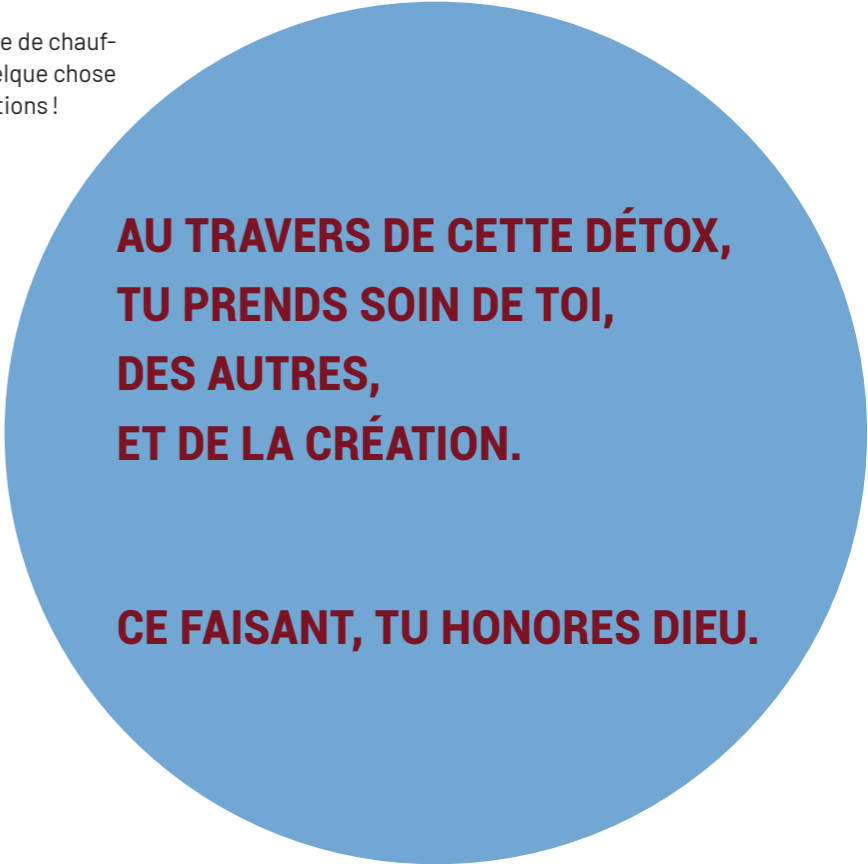 e de chauf-
elque chose
tions !
AU TRAVERS DE CETTE DÉTOX,
TU PRENDS SOIN DE TOI,
DES AUTRES,
ET DE LA CRÉATION.
CE FAISANT, TU HONORES DIEU.